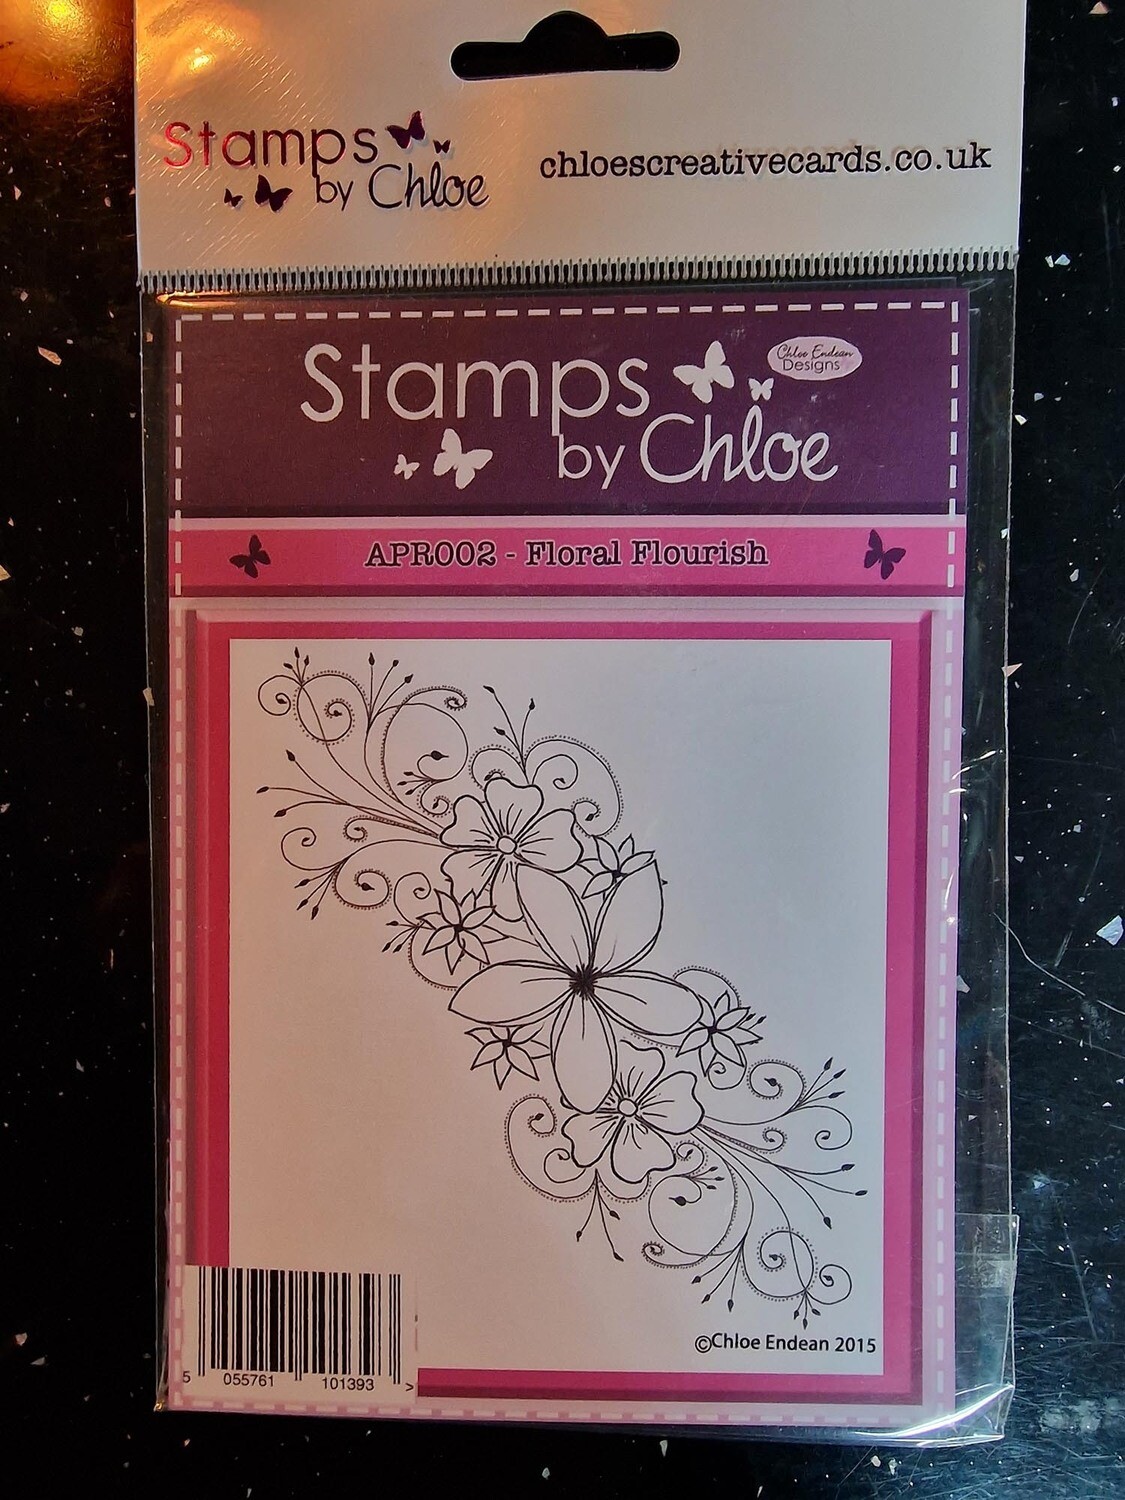 Stamps
by Chloe
chloescreativecards.co.uk
Stamps
by Chloe
Chloe Endean
Designs
APR002 - Floral Flourish
©Chloe Endean 2015
5 055761 101393 >